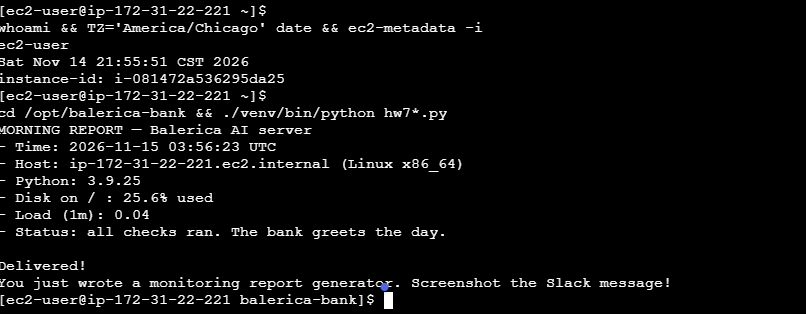 [ec2-user@ip-172-31-22-221 ~]$
whoami && TZ='America/Chicago' date && ec2-metadata -i
ec2-user
Sat Nov 14 21:55:51 CST 2026
instance-id: i-081472a536295da25
[ec2-user@ip-172-31-22-221 ~]$
cd /opt/balerica-bank && ./venv/bin/python hw7*.py
MORNING REPORT — Balerica AI server
- Time: 2026-11-15 03:56:23 UTC
- Host: ip-172-31-22-221.ec2.internal (Linux x86_64)
- Python: 3.9.25
- Disk on / : 25.6% used
- Load (1m): 0.04
- Status: all checks ran. The bank greets the day.

Delivered!
You just wrote a monitoring report generator. Screenshot the Slack message!
[ec2-user@ip-172-31-22-221 balerica-bank]$